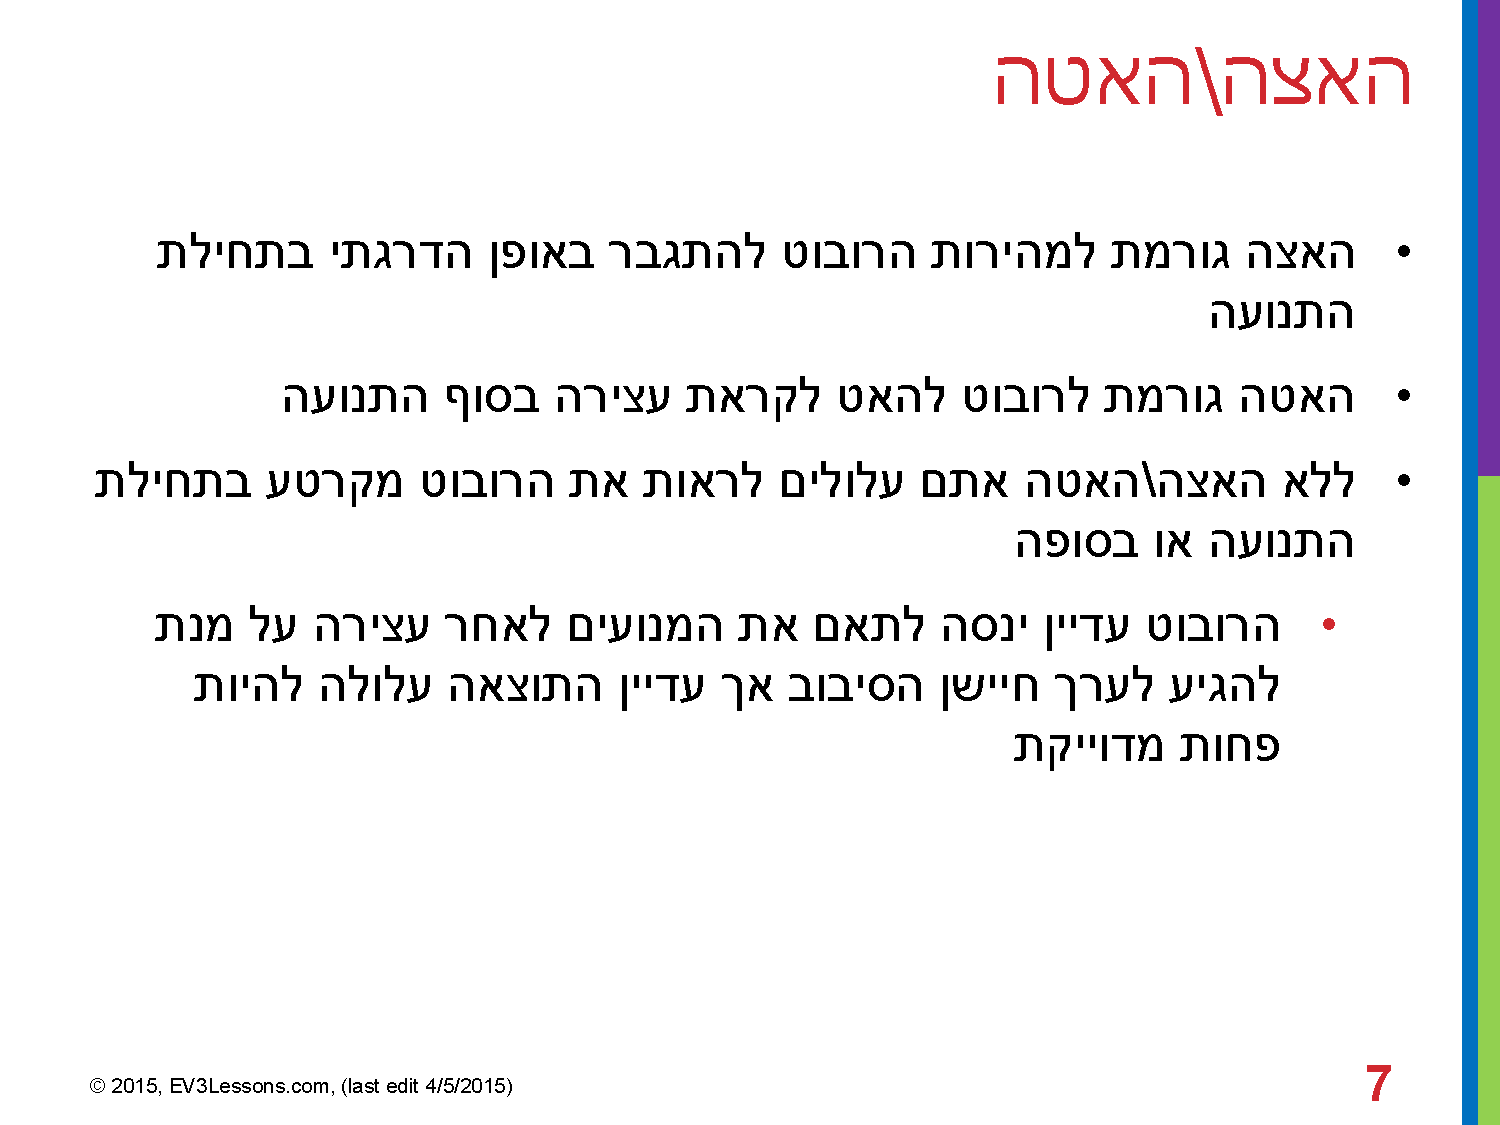 האצה\האטה
• האצה גורמת למהירות הרובוט להתגבר באופן הדרגתי בתחילת
התנועה
• האטה גורמת לרובוט להאט לקראת עצירה בסוף התנועה
• ללא האצה\האטה אתם עלולים לראות את הרובוט מקרטע בתחילת
התנועה או בסופה
• הרובוט עדיין ינסה לתאם את המנועים לאחר עצירה על מנת
להגיע לערך חיישן הסיבוב אך עדיין התוצאה עלולה להיות
פחות מדוייקת
© 2015, EV3Lessons.com, (last edit 4/5/2015)
7